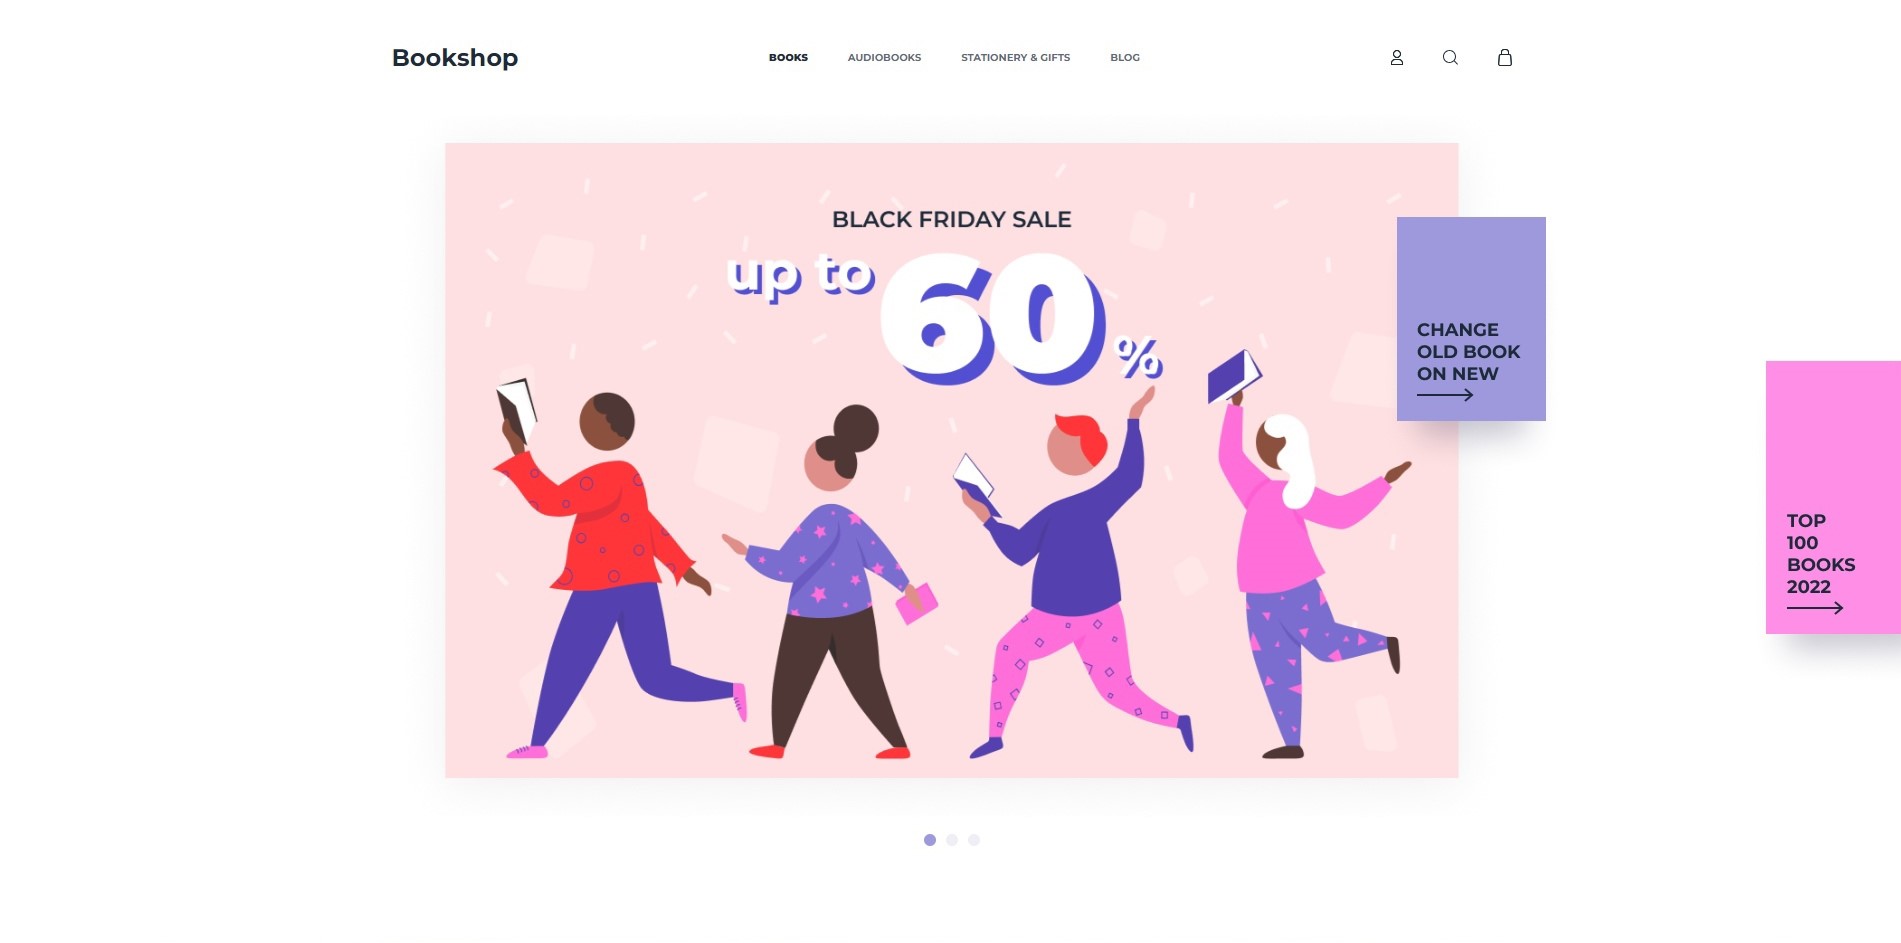 Bookshop
BOOKS
AUDIOBOOKS
STATIONERY & GIFTS
BLOG
BLACK FRIDAY SALE
up to 60 %
CHANGE
OLD BOOK
ON NEW
TOP
100
BOOKS
2022